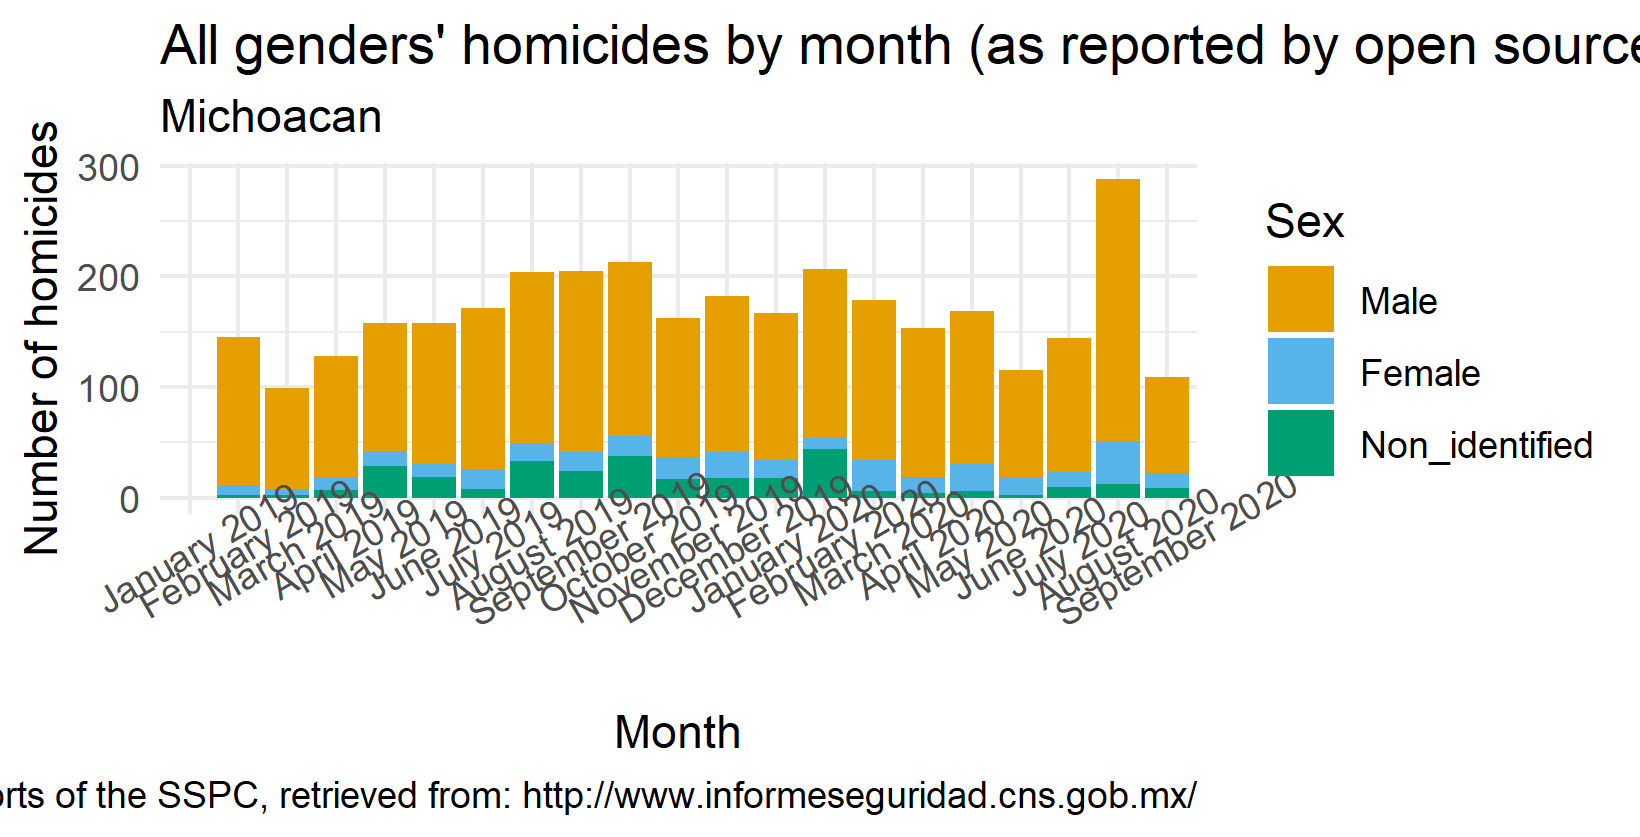 All genders' homicides by month (as reported by open source
Michoacan
Number of homicides
300
200
100
0
January 2019
February 2019
March 2019
April 2019
May 2019
June 2019
July 2019
August 2019
September 2019
October 2019
November 2019
December 2019
January 2020
February 2020
March 2020
April 2020
May 2020
June 2020
July 2020
August 2020
September 2020
Month
Sex
Male
Female
Non_identified
orts of the SSPC, retrieved from: http://www.informeseguridad.cns.gob.mx/